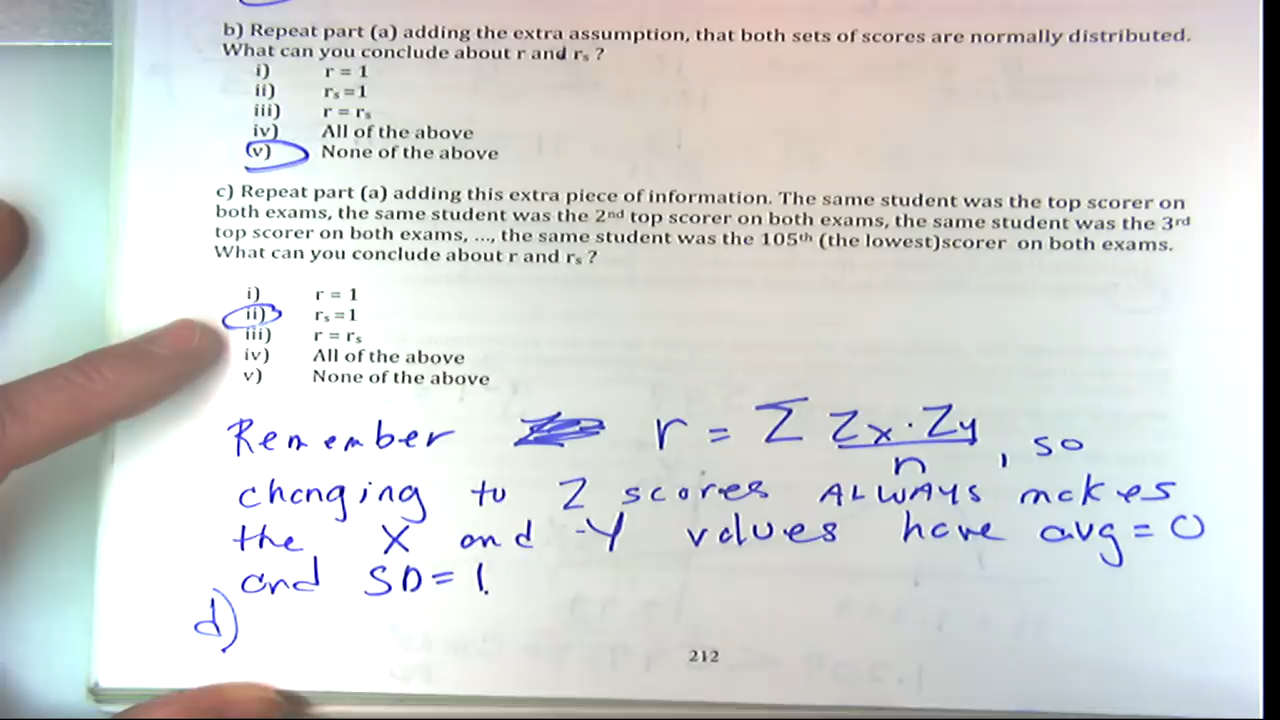 b) Repeat part (a) adding the extra assumption, that both sets of scores are normally distributed.
What can you conclude about r and rs ?
i) r = 1
ii) rs =1
iii) r = rs
iv) All of the above
v) None of the above
c) Repeat part (a) adding this extra piece of information. The same student was the top scorer on
both exams, the same student was the 2nd top scorer on both exams, the same student was the 3rd
top scorer on both exams, ..., the same student was the 105th (the lowest)scorer on both exams.
What can you conclude about r and rs ?
i) r = 1
ii) rs =1
iii) r = rs
iv) All of the above
v) None of the above
Remember r = Σ Zx · Zy / n , so
changing to Z scores ALWAYS makes
the X and Y values have avg = 0
and SD = 1.
d)
212